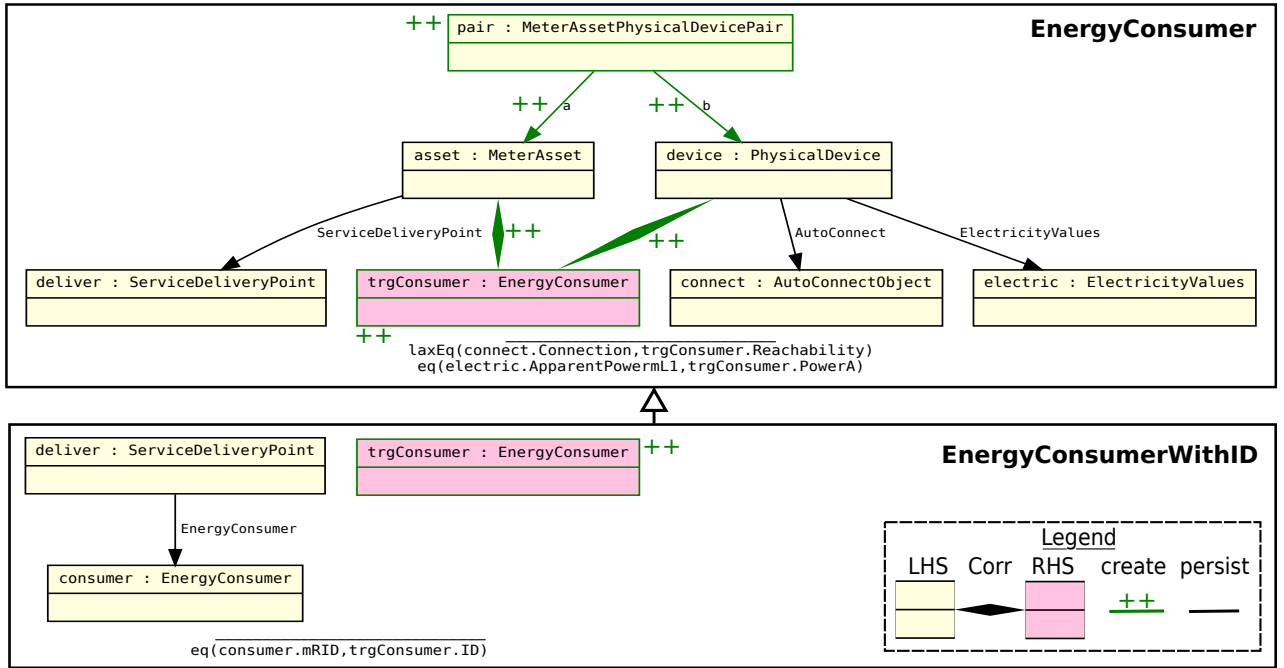 EnergyConsumer
++
pair : MeterAssetPhysicalDevicePair
++
a
++
b
asset : MeterAsset
device : PhysicalDevice
ServiceDeliveryPoint
++
++
AutoConnect
ElectricityValues
deliver : ServiceDeliveryPoint
trgConsumer : EnergyConsumer
connect : AutoConnectObject
electric : ElectricityValues
++
laxEq(connect.Connection,trgConsumer.Reachability)
eq(electric.ApparentPowermL1,trgConsumer.PowerA)
deliver : ServiceDeliveryPoint
trgConsumer : EnergyConsumer
++
EnergyConsumerWithID
EnergyConsumer
consumer : EnergyConsumer
eq(consumer.mRID,trgConsumer.ID)
Legend
LHS Corr RHS create persist
++